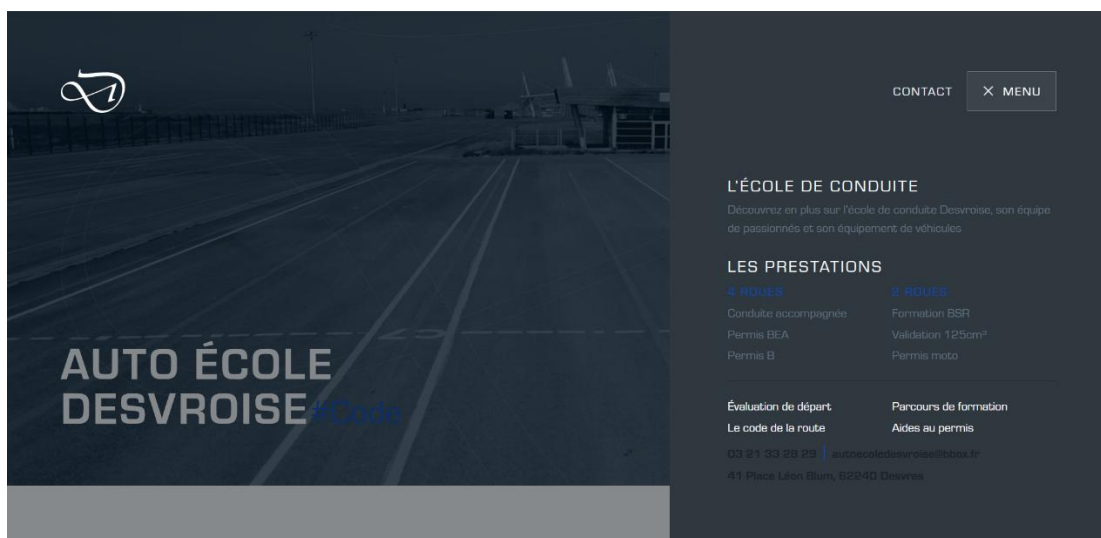 CONTACT
× MENU
L'ÉCOLE DE CONDUITE
Découvrez en plus sur l'école de conduite Desvroise, son équipe
de passionnés et son équipement de véhicules
LES PRESTATIONS
4 ROUES
2 ROUES
Conduite accompagnée
Formation BSR
Permis BEA
Validation 125cm³
Permis B
Permis moto
AUTO ÉCOLE
DESVROISE#Code
Évaluation de départ
Parcours de formation
Le code de la route
Aides au permis
03 21 33 29 29 | autoecoledesvroise@bbox.fr
41 Place Léon Blum, 62240 Desvres